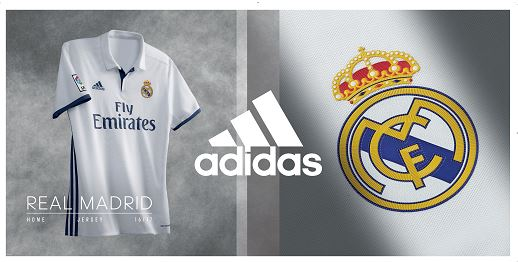 Fly
Emirates
adidas
REAL MADRID
HOME JERSEY 16/17